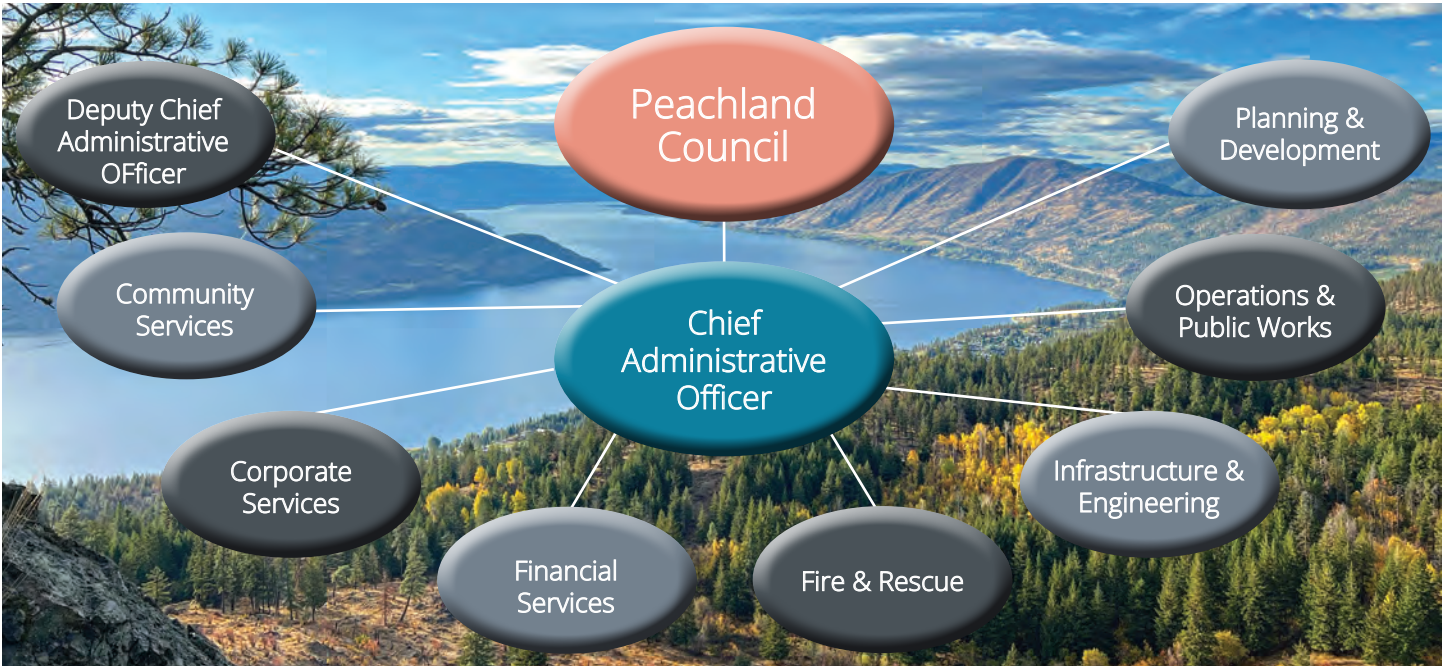 Peachland
Council
Deputy Chief
Administrative
OFficer
Planning &
Development
Community
Services
Chief
Administrative
Officer
Operations &
Public Works
Corporate
Services
Infrastructure &
Engineering
Financial
Services
Fire & Rescue